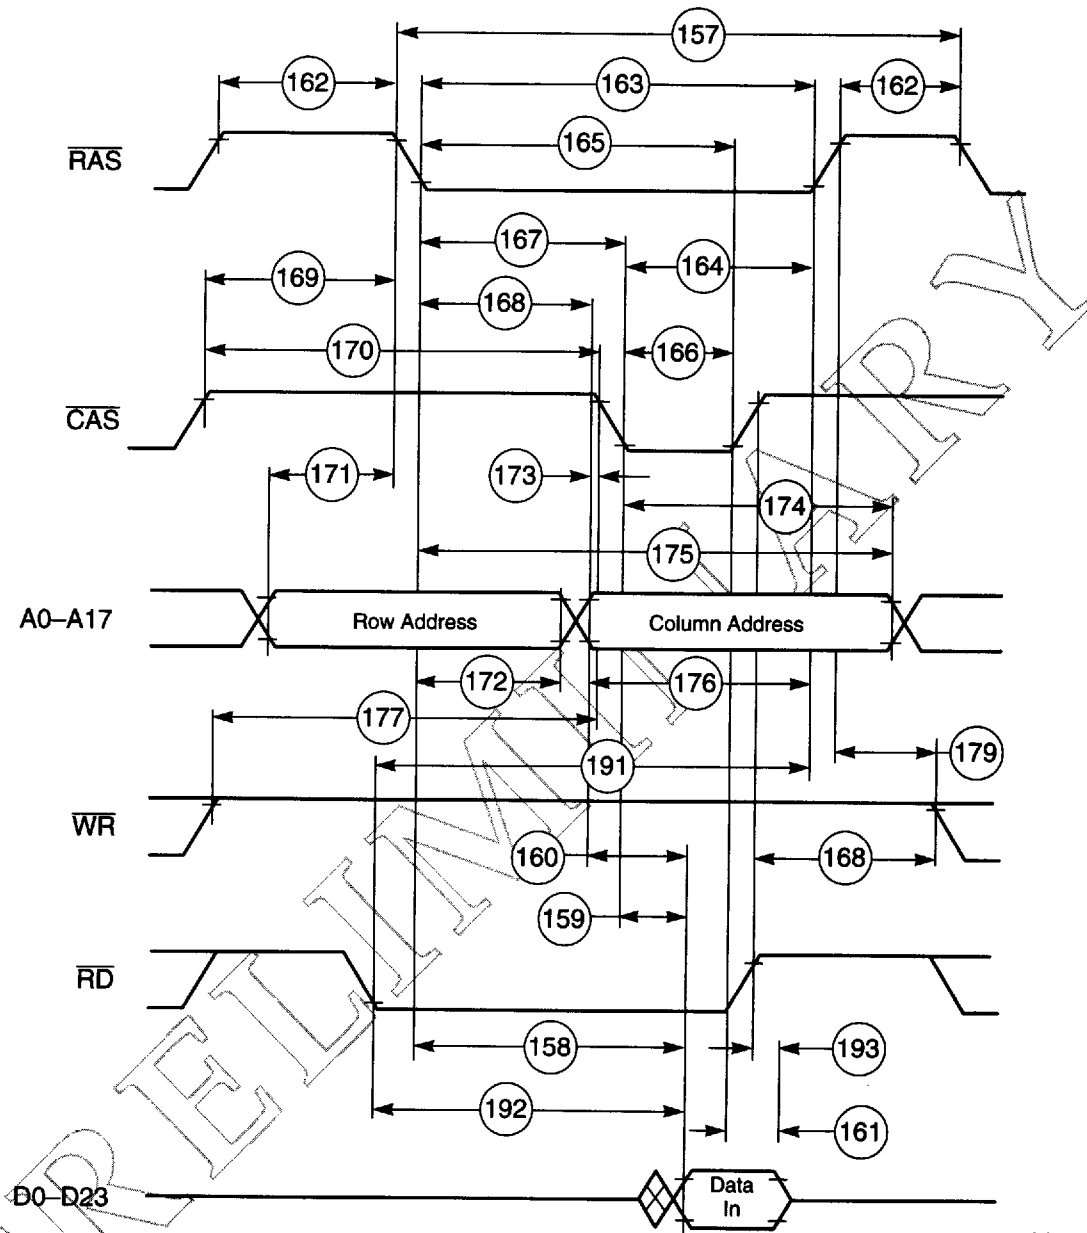 157
162
163
162
RAS
165
167
164
169
168
170
166
CAS
171
173
174
175
A0–A17
Row Address
Column Address
172
176
177
179
191
WR
160
168
159
RD
158
193
192
161
D0–D23
Data
In
PRELIMINARY